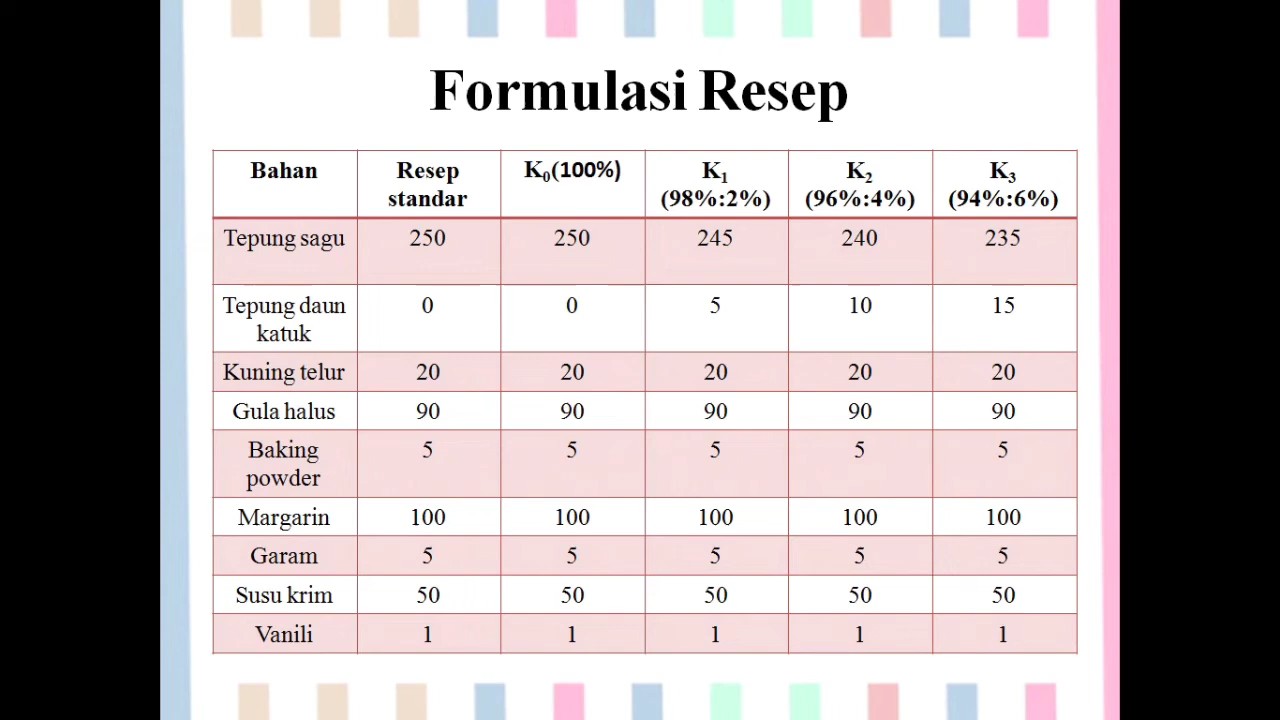 Formulasi Resep
Bahan Resep standar K0(100%) K1 (98%:2%) K2 (96%:4%) K3 (94%:6%)
Tepung sagu 250 250 245 240 235
Tepung daun katuk 0 0 5 10 15
Kuning telur 20 20 20 20 20
Gula halus 90 90 90 90 90
Baking powder 5 5 5 5 5
Margarin 100 100 100 100 100
Garam 5 5 5 5 5
Susu krim 50 50 50 50 50
Vanili 1 1 1 1 1